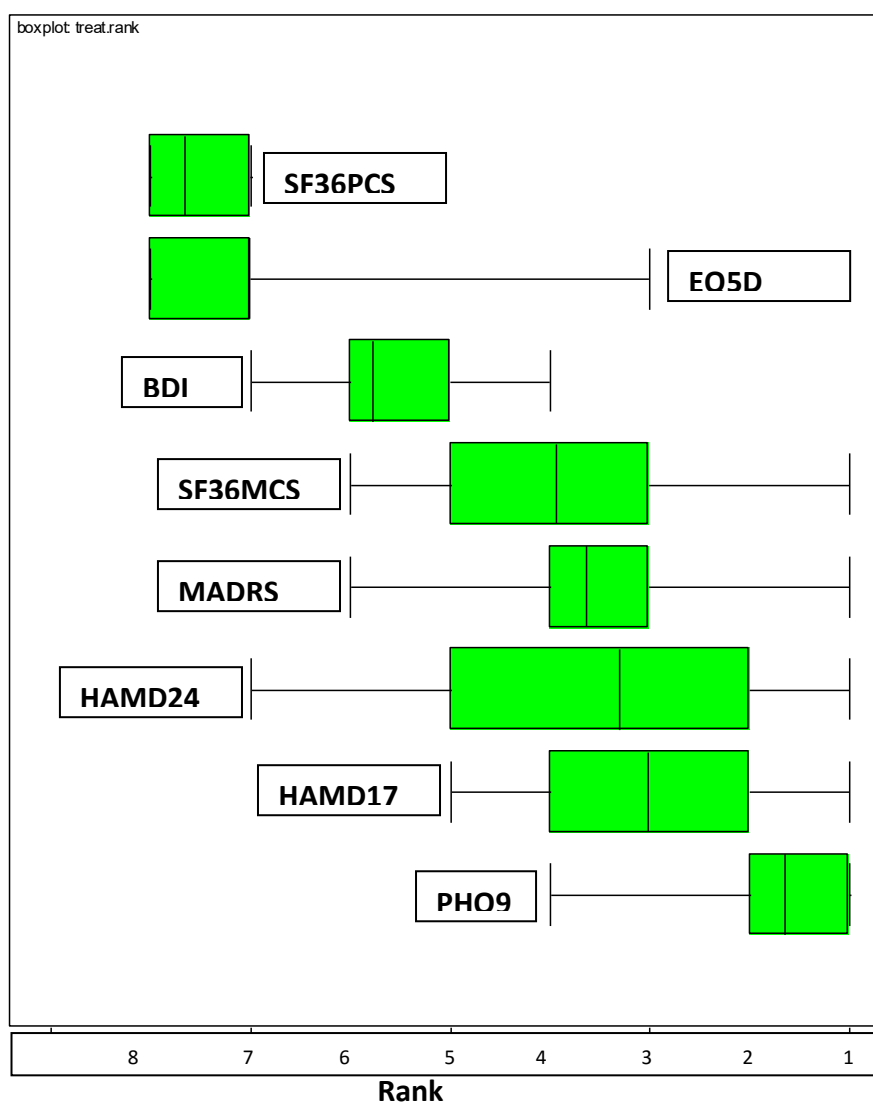 boxplot: treat.rank
SF36PCS
EQ5D
BDI
SF36MCS
MADRS
HAMD24
HAMD17
PHQ9
8 7 6 5 4 3 2 1
Rank